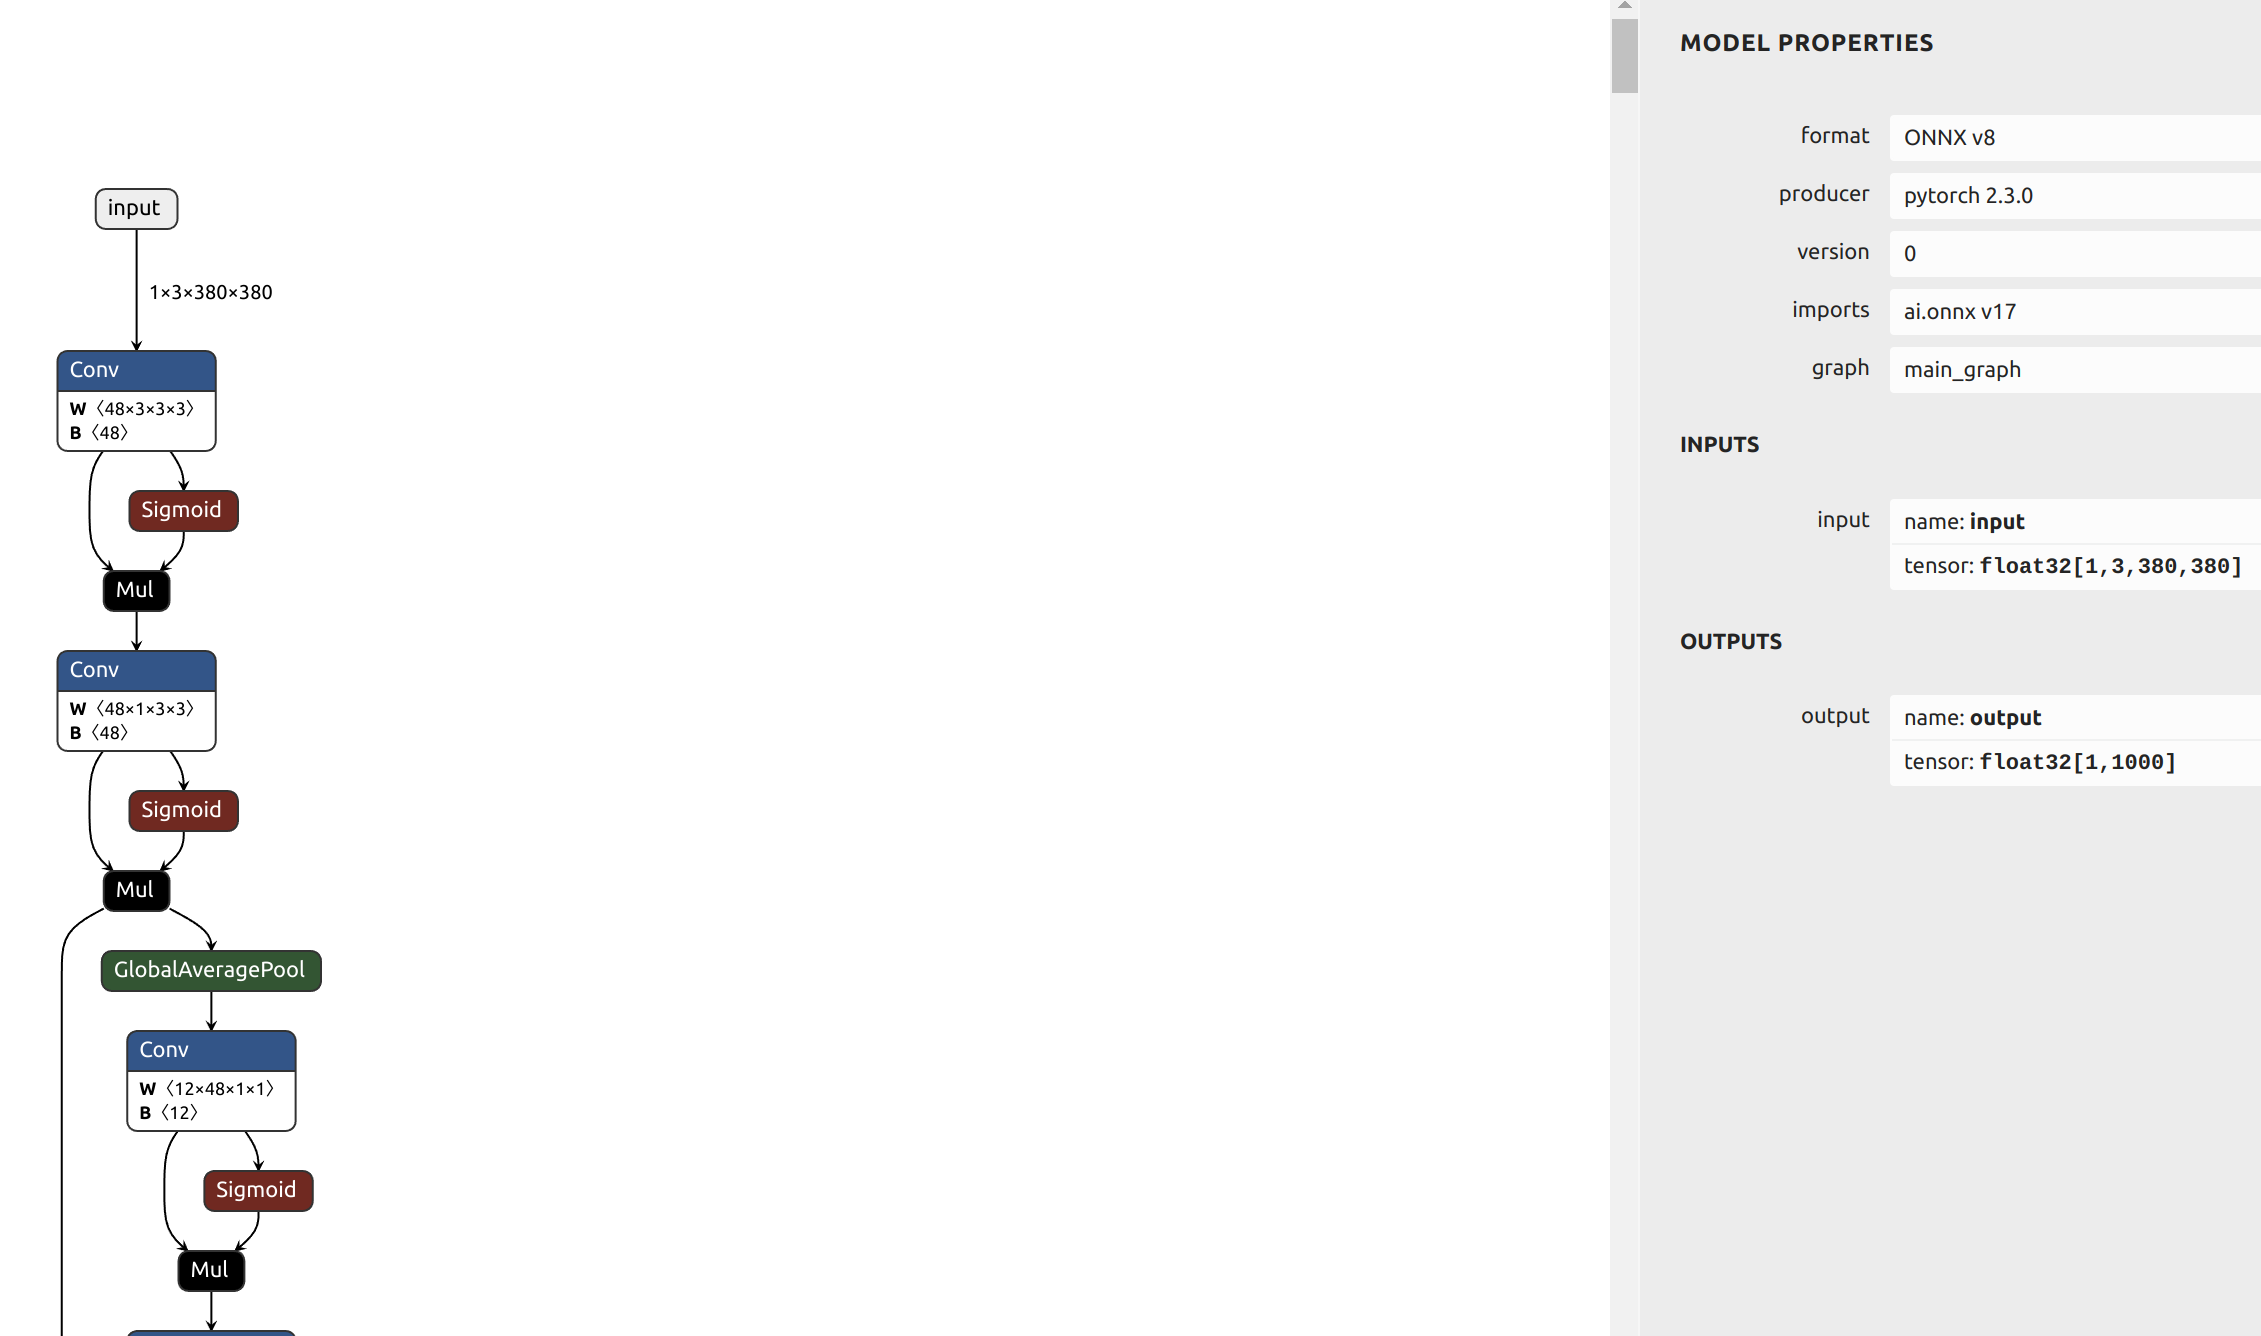 input
1×3×380×380
Conv
W 〈48×3×3×3〉
B 〈48〉
Sigmoid
Mul
Conv
W 〈48×1×3×3〉
B 〈48〉
Sigmoid
Mul
GlobalAveragePool
Conv
W 〈12×48×1×1〉
B 〈12〉
Sigmoid
Mul
MODEL PROPERTIES
format ONNX v8
producer pytorch 2.3.0
version 0
imports ai.onnx v17
graph main_graph
INPUTS
input name: input
tensor: float32[1,3,380,380]
OUTPUTS
output name: output
tensor: float32[1,1000]